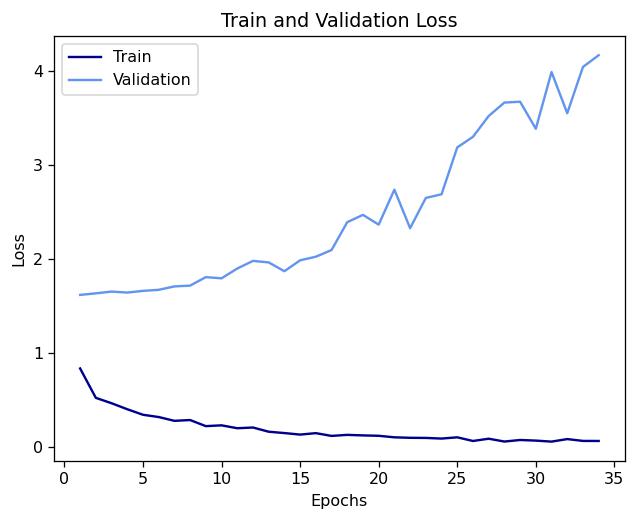 Train and Validation Loss
Train
Validation
4
3
2
1
0
Loss
0 5 10 15 20 25 30 35
Epochs